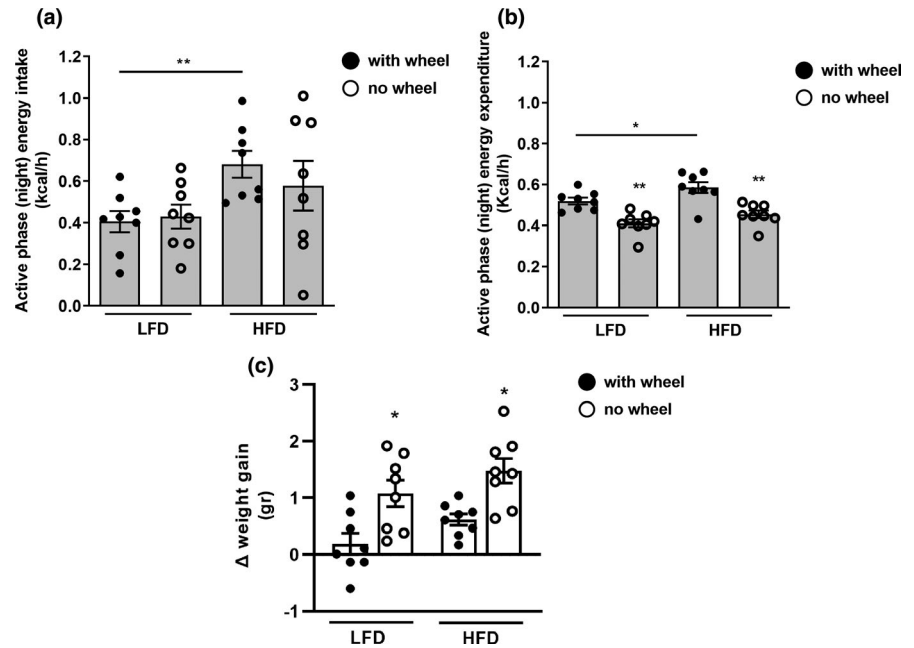 (a)
Active phase (night) energy intake
(kcal/h)
1.2
1.0
0.8
0.6
0.4
0.2
0.0
**
with wheel
no wheel
LFD
HFD
(b)
Active phase (night) energy expenditure
(Kcal/h)
1.2
1.0
0.8
0.6
0.4
0.2
0.0
*
**
**
with wheel
no wheel
LFD
HFD
(c)
Δ weight gain
(gr)
3
2
1
0
-1
*
*
with wheel
no wheel
LFD
HFD